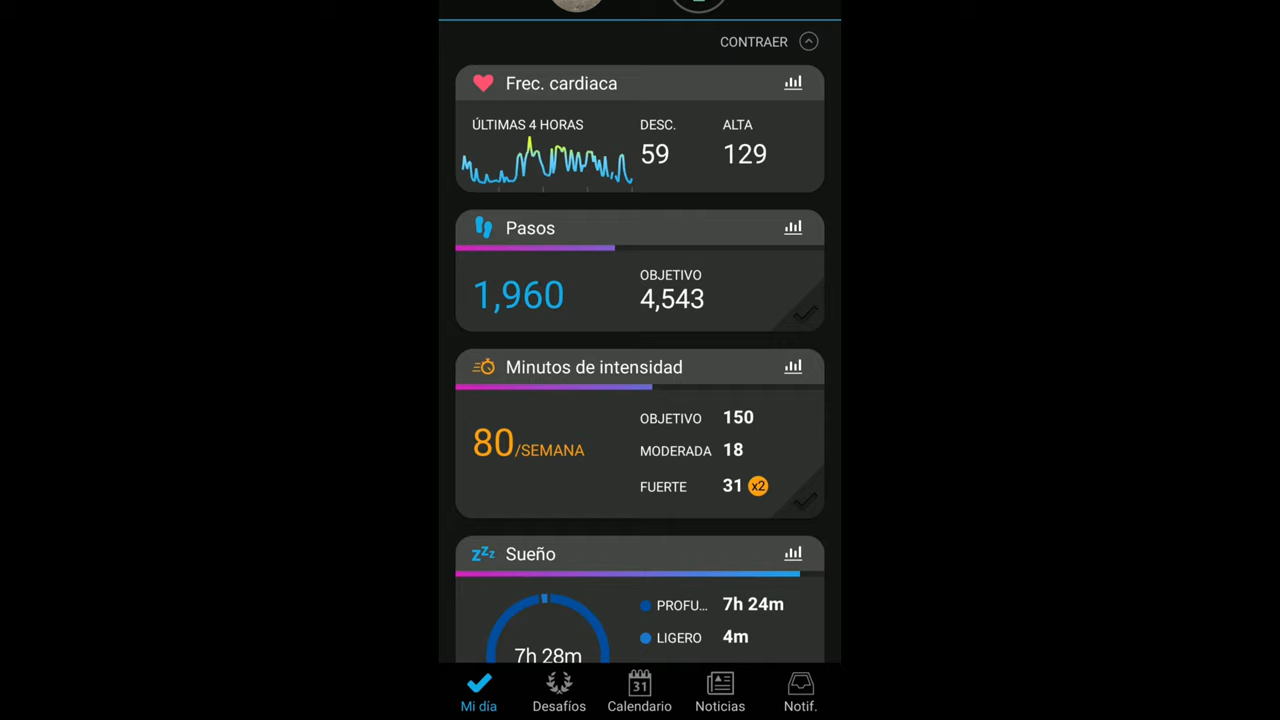 CONTRAER
Frec. cardiaca
ÚLTIMAS 4 HORAS DESC. ALTA
59 129
Pasos
1,960
OBJETIVO
4,543
Minutos de intensidad
80/SEMANA
OBJETIVO 150
MODERADA 18
FUERTE 31 x2
zzz Sueño
7h 28m
PROFU... 7h 24m
LIGERO 4m
31
Mi día Desafíos Calendario Noticias Notif.